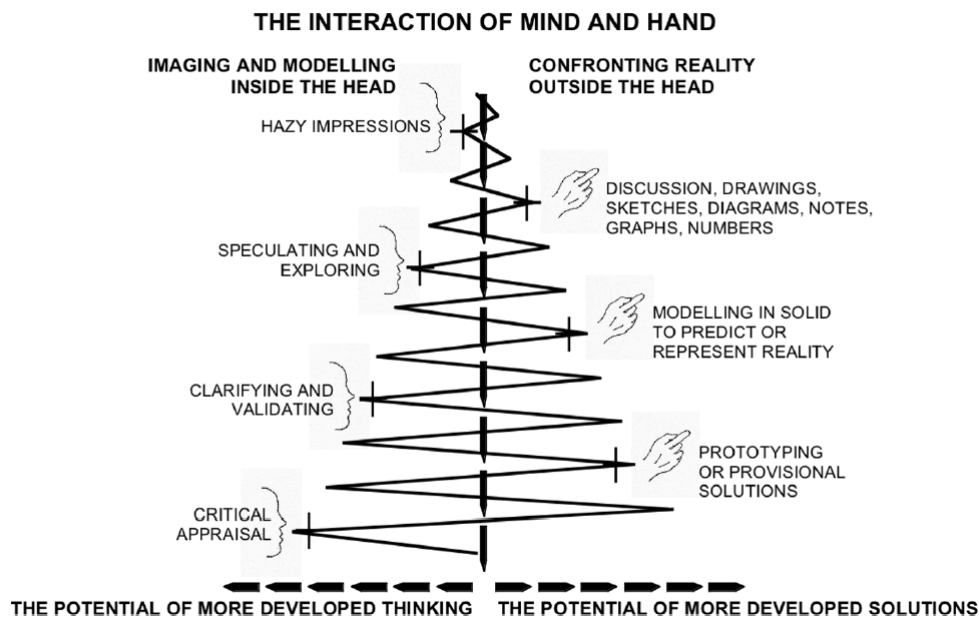 THE INTERACTION OF MIND AND HAND
IMAGING AND MODELLING
INSIDE THE HEAD
CONFRONTING REALITY
OUTSIDE THE HEAD
HAZY IMPRESSIONS
DISCUSSION, DRAWINGS,
SKETCHES, DIAGRAMS, NOTES,
GRAPHS, NUMBERS
SPECULATING AND
EXPLORING
MODELLING IN SOLID
TO PREDICT OR
REPRESENT REALITY
CLARIFYING AND
VALIDATING
PROTOTYPING
OR PROVISIONAL
SOLUTIONS
CRITICAL
APPRAISAL
THE POTENTIAL OF MORE DEVELOPED THINKING
THE POTENTIAL OF MORE DEVELOPED SOLUTIONS